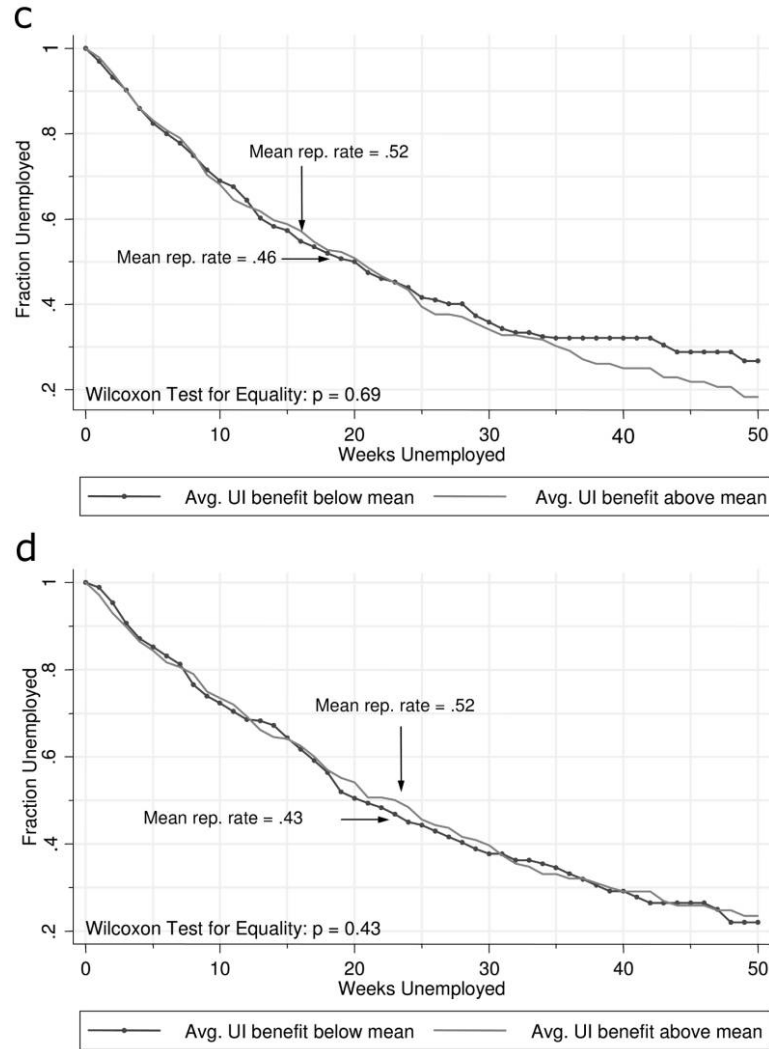 c
Fraction Unemployed
1
.8
.6
.4
.2
Mean rep. rate = .52
Mean rep. rate = .46
Wilcoxon Test for Equality: p = 0.69
0 10 20 30 40 50
Weeks Unemployed
Avg. UI benefit below mean Avg. UI benefit above mean
d
Fraction Unemployed
1
.8
.6
.4
.2
Mean rep. rate = .52
Mean rep. rate = .43
Wilcoxon Test for Equality: p = 0.43
0 10 20 30 40 50
Weeks Unemployed
Avg. UI benefit below mean Avg. UI benefit above mean